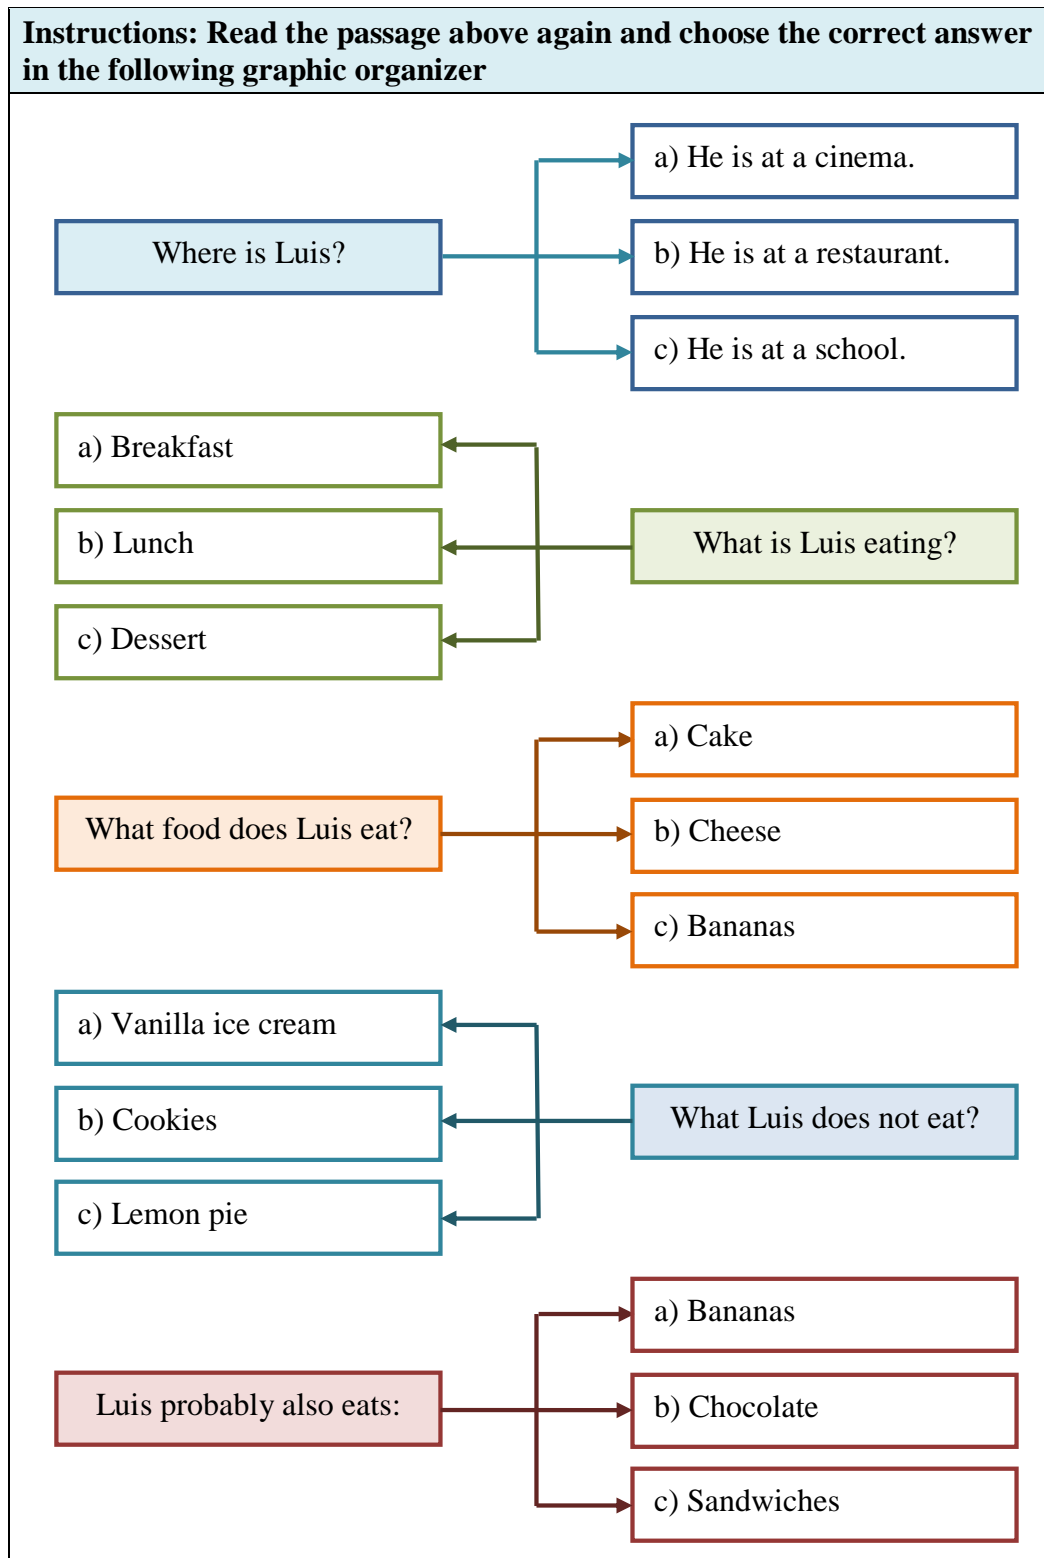 Instructions: Read the passage above again and choose the correct answer
in the following graphic organizer
Where is Luis?
a) He is at a cinema.
b) He is at a restaurant.
c) He is at a school.
What is Luis eating?
a) Breakfast
b) Lunch
c) Dessert
What food does Luis eat?
a) Cake
b) Cheese
c) Bananas
What Luis does not eat?
a) Vanilla ice cream
b) Cookies
c) Lemon pie
Luis probably also eats:
a) Bananas
b) Chocolate
c) Sandwiches